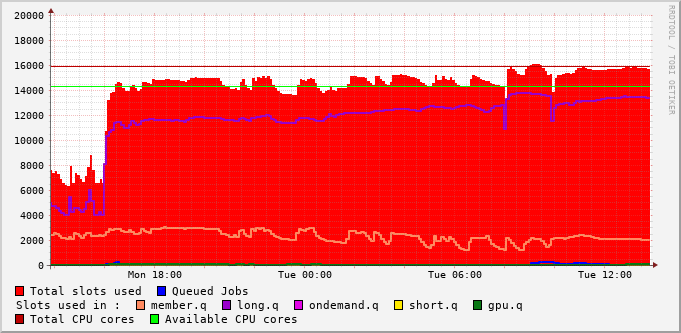 20000
18000
16000
14000
12000
10000
8000
6000
4000
2000
0
Mon 18:00 Tue 00:00 Tue 06:00 Tue 12:00
RRDTOOL / TOBI OETIKER
Total slots used Queued Jobs
Slots used in : member.q long.q ondemand.q short.q gpu.q
Total CPU cores Available CPU cores